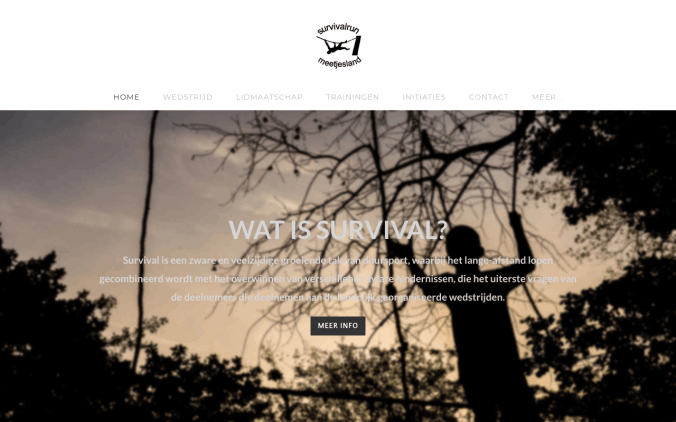 survivalrun
meetjesland
HOME WEDSTRIJD LIDMAATSCHAP TRAININGEN INITIATIES CONTACT MEER...
WAT IS SURVIVAL?
Survival is een zware en veelzijdige groeiende tak van duursport, waarbij het lange-afstand lopen
gecombineerd wordt met het overwinnen van verschillende zware hindernissen, die het uiterste vragen van
de deelnemers die deelnemen aan de georganiseerde wedstrijden.
MEER INFO